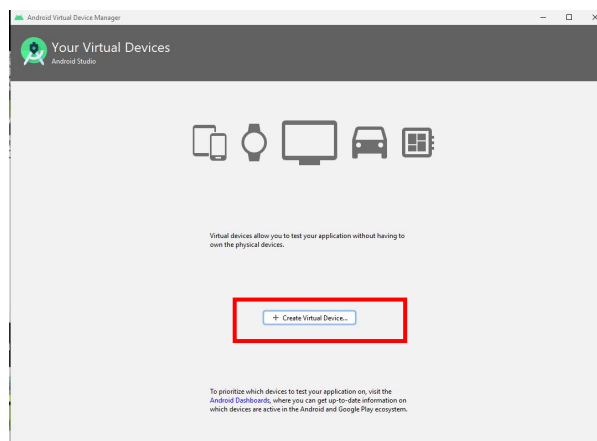 Android Virtual Device Manager
Your Virtual Devices
Android Studio
Virtual devices allow you to test your application without having to
own the physical devices.
+ Create Virtual Device...
To prioritize which devices to test your application on, visit the
Android Dashboards, where you can get up-to-date information on
which devices are active in the Android and Google Play ecosystem.